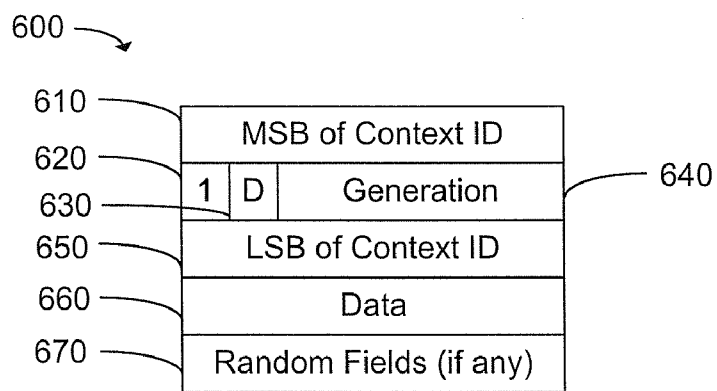 600
610
MSB of Context ID
620
1 D Generation
640
630
650
LSB of Context ID
660
Data
670
Random Fields (if any)